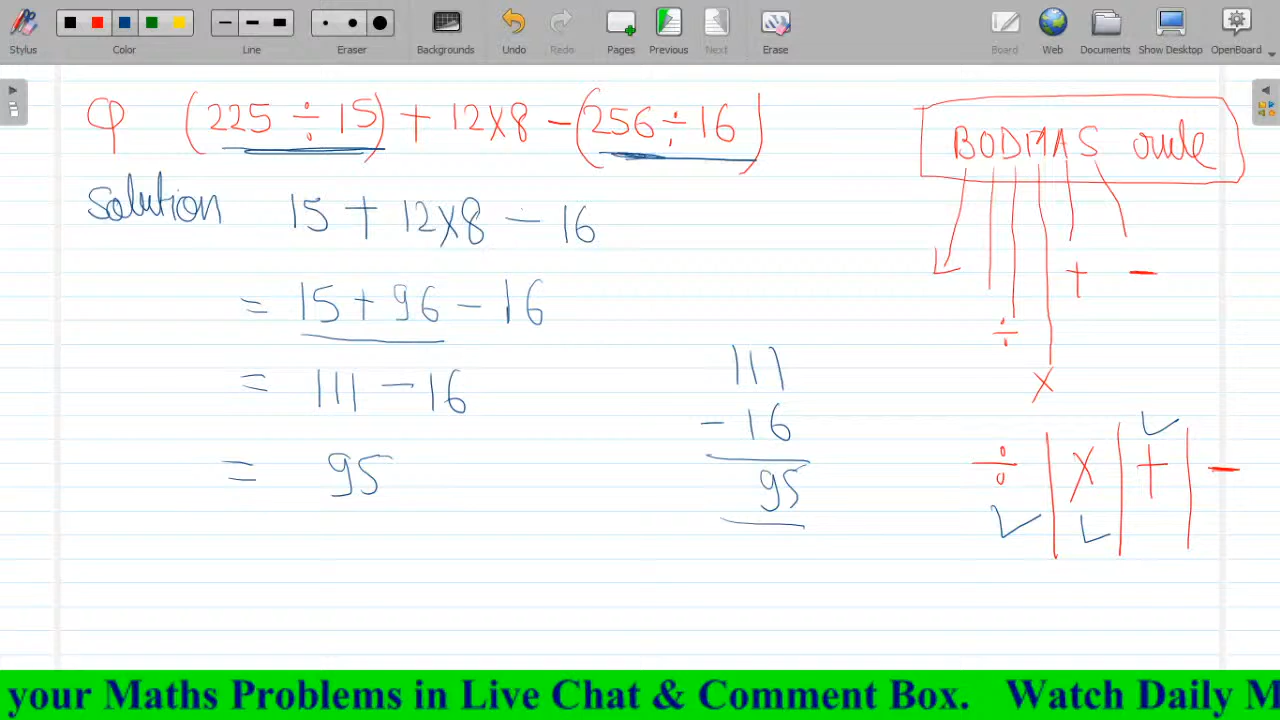 Stylus Color Line Eraser Backgrounds Undo Redo Pages Previous Next Erase Board Web Documents Show Desktop OpenBoard
Q (225 ÷ 15) + 12×8 - (256 ÷ 16)
BODMAS rule
Solution 15 + 12×8 - 16
= 15 + 96 - 16
+ -
÷
×
= 111 - 16
111
- 16
95
= 95
÷ | × | + | -
your Maths Problems in Live Chat & Comment Box. Watch Daily M